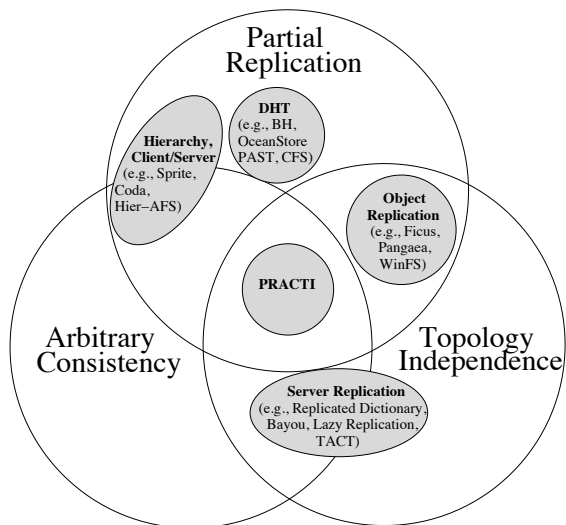 Partial
Replication
DHT
(e.g., BH,
OceanStore
PAST, CFS)
Hierarchy,
Client/Server
(e.g., Sprite,
Coda,
Hier–AFS)
Object
Replication
(e.g., Ficus,
Pangaea,
WinFS)
PRACTI
Arbitrary
Consistency
Topology
Independence
Server Replication
(e.g., Replicated Dictionary,
Bayou, Lazy Replication,
TACT)